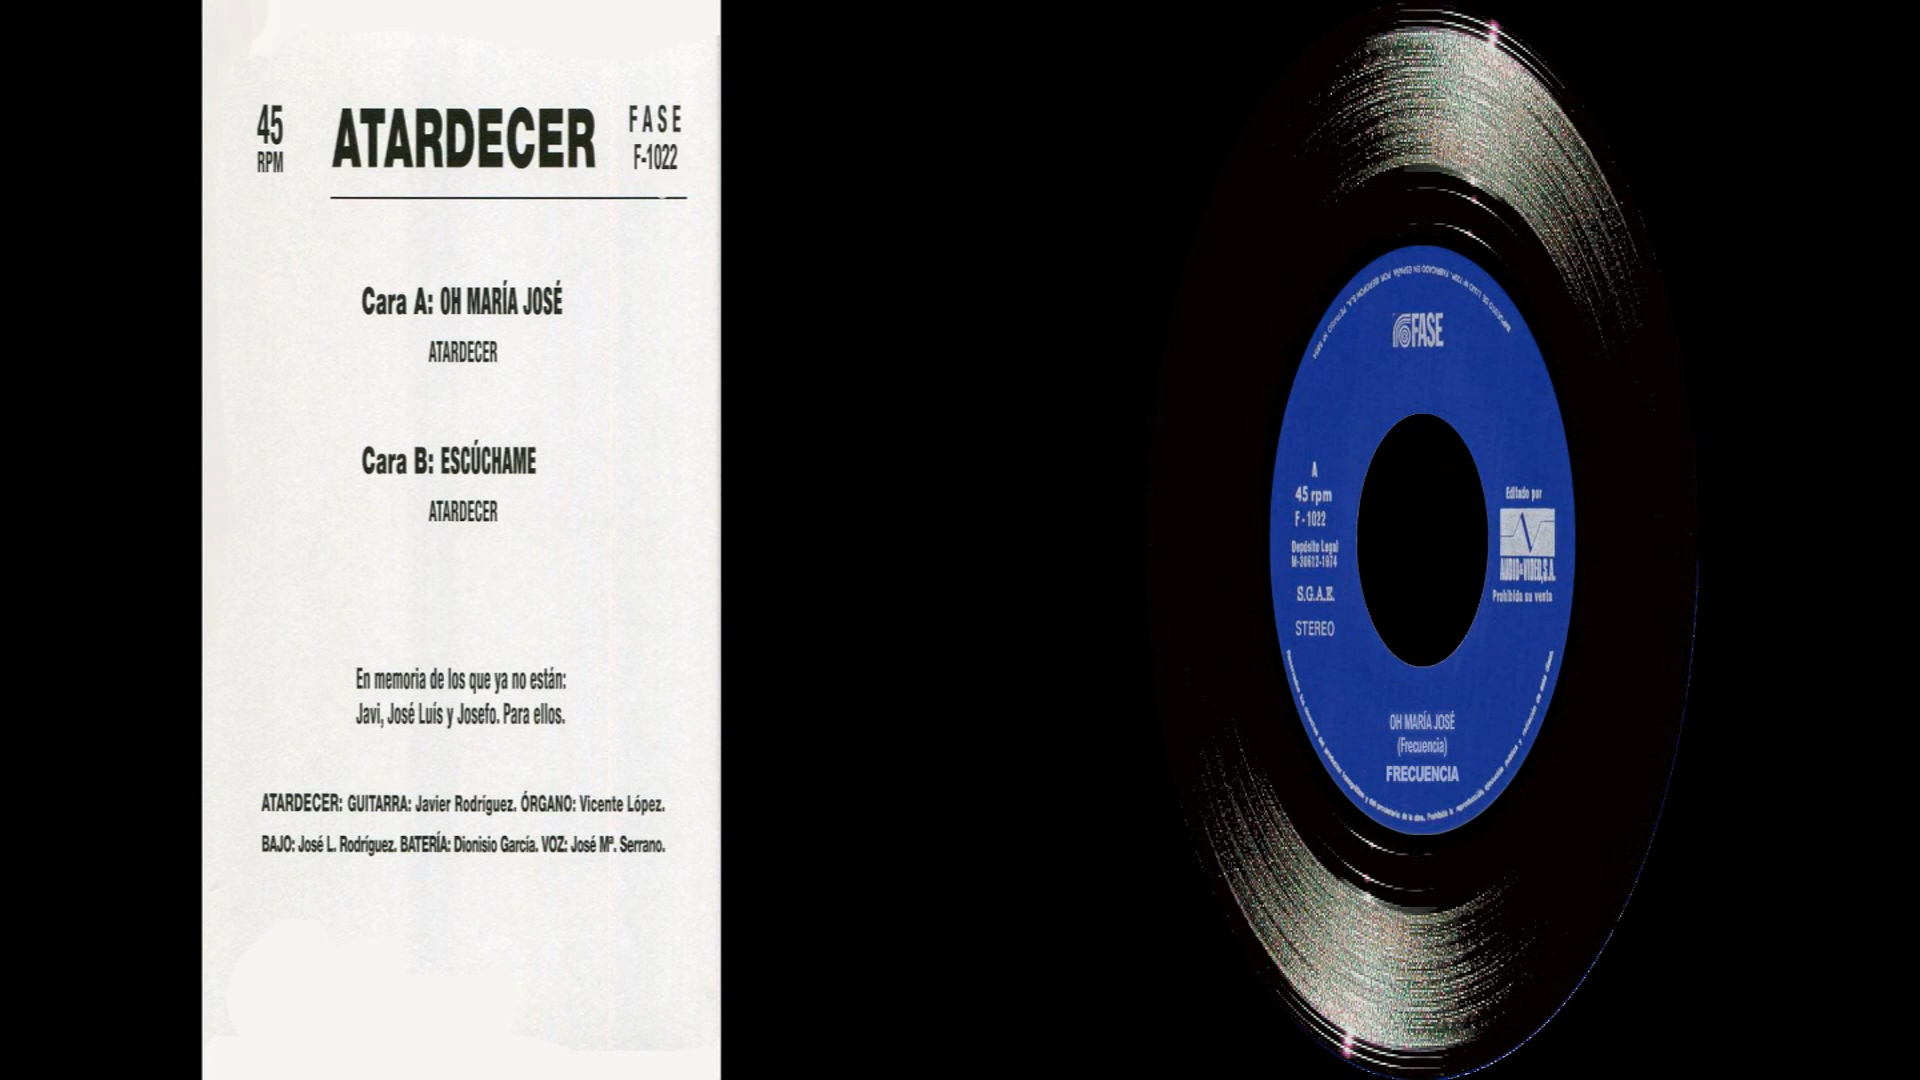 45
RPM
ATARDECER
FASE
F-1022
Cara A: OH MARÍA JOSÉ
ATARDECER
Cara B: ESCÚCHAME
ATARDECER
En memoria de los que ya no están:
Javi, José Luís y Josefo. Para ellos.
ATARDECER: GUITARRA: Javier Rodríguez. ÓRGANO: Vicente López.
BAJO: José L. Rodríguez. BATERÍA: Dionisio García. VOZ: José Mª. Serrano.
FASE
A
45 rpm
F - 1022
Depósito Legal
M-30612-1974
S.G.A.E.
STEREO
Editado por
AUDIO&VIDEO,S.A.
Prohibida su venta
OH MARÍA JOSÉ
(Frecuencia)
FRECUENCIA